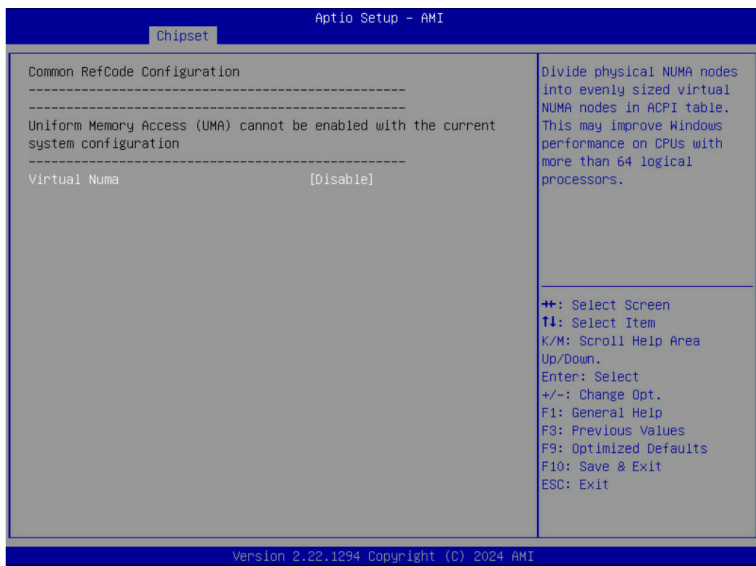 Aptio Setup – AMI
Chipset
Common RefCode Configuration
--------------------------------------------------
--------------------------------------------------
Uniform Memory Access (UMA) cannot be enabled with the current
system configuration
--------------------------------------------------
Virtual Numa [Disable]
Divide physical NUMA nodes
into evenly sized virtual
NUMA nodes in ACPI table.
This may improve Windows
performance on CPUs with
more than 64 logical
processors.
→←: Select Screen
↑↓: Select Item
K/M: Scroll Help Area
Up/Down.
Enter: Select
+/-: Change Opt.
F1: General Help
F3: Previous Values
F9: Optimized Defaults
F10: Save & Exit
ESC: Exit
Version 2.22.1294 Copyright (C) 2024 AMI